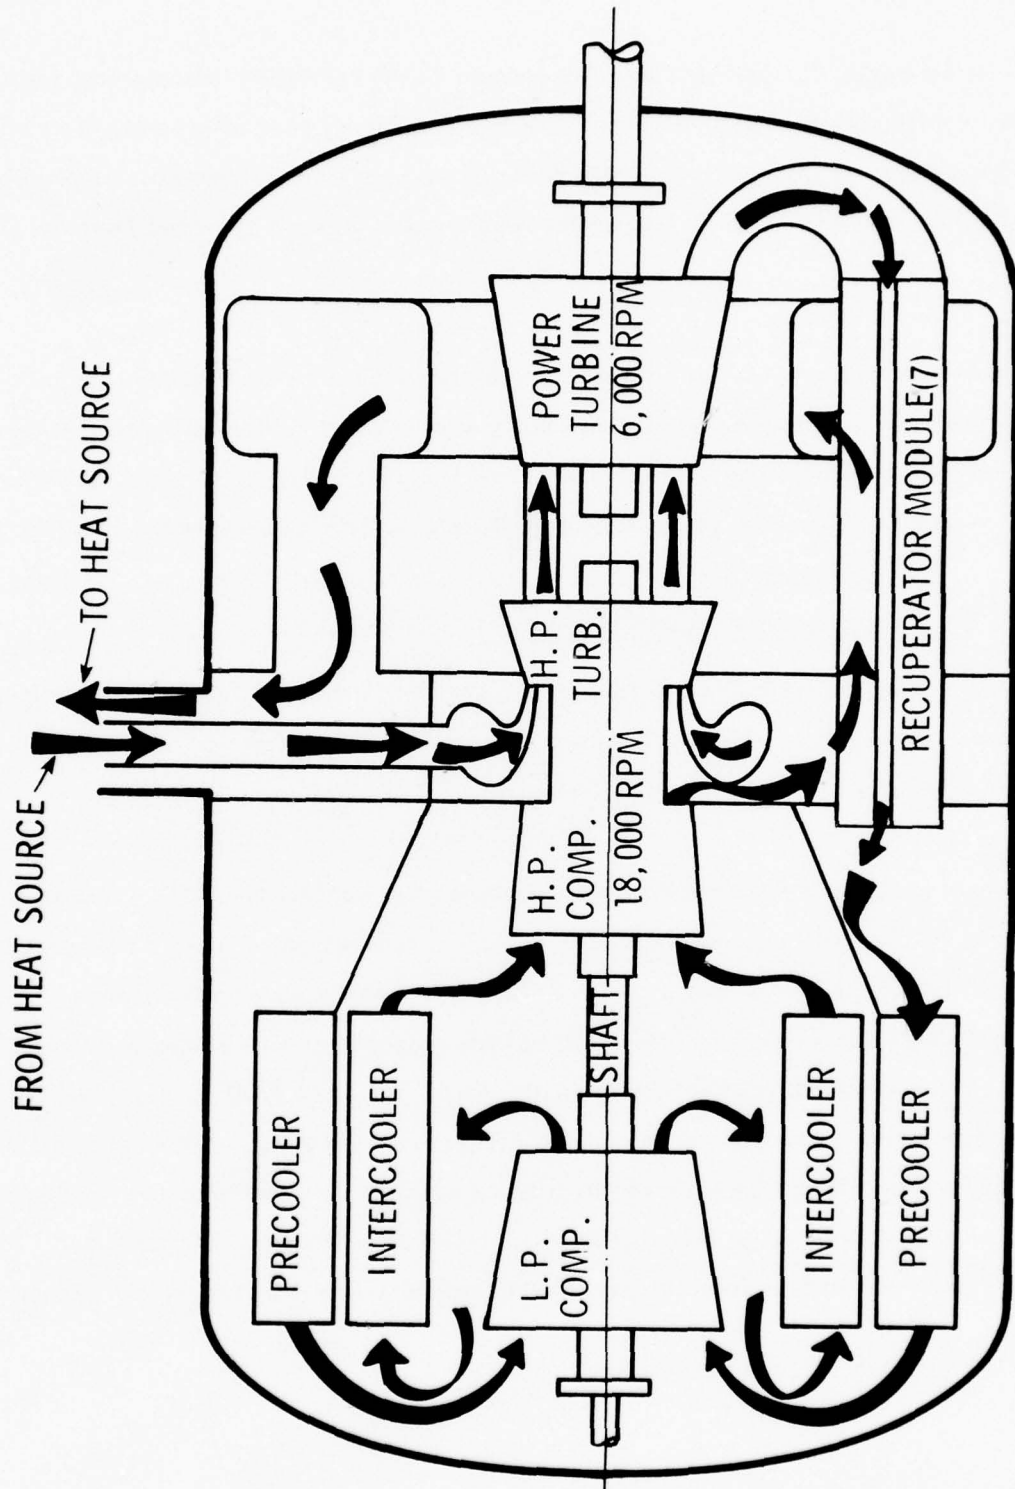 FROM HEAT SOURCE
TO HEAT SOURCE
PRECOOLER
INTERCOOLER
L.P.
COMP.
SHAFT
H.P.
COMP.
18,000 RPM
H.P.
TURB.
POWER
TURBINE
6,000 RPM
INTERCOOLER
PRECOOLER
RECUPERATOR MODULE(7)